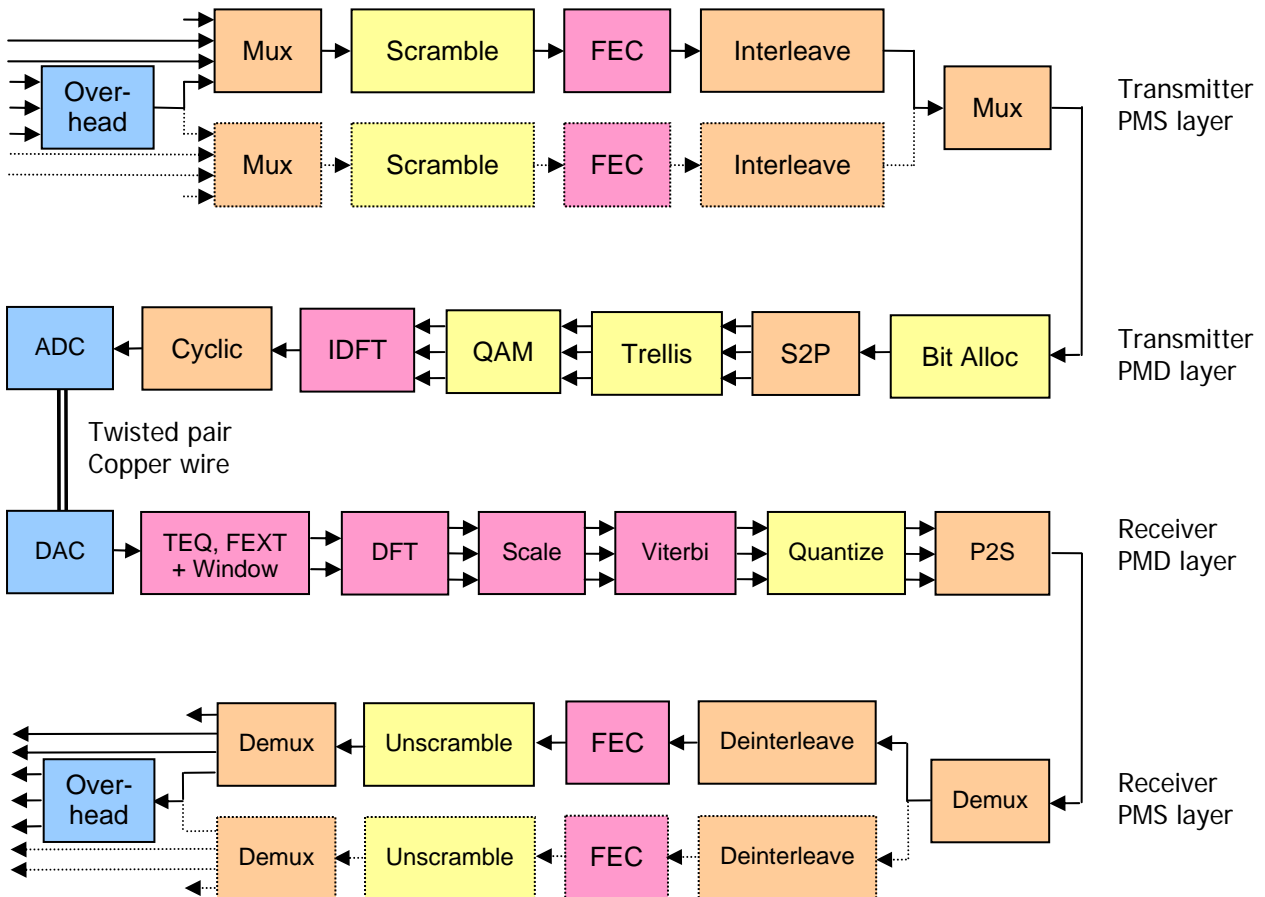 Mux
Scramble
FEC
Interleave
Over-
head
Mux
Transmitter
PMS layer
Mux
Scramble
FEC
Interleave
ADC
Cyclic
IDFT
QAM
Trellis
S2P
Bit Alloc
Transmitter
PMD layer
Twisted pair
Copper wire
DAC
TEQ, FEXT
+ Window
DFT
Scale
Viterbi
Quantize
P2S
Receiver
PMD layer
Demux
Unscramble
FEC
Deinterleave
Over-
head
Demux
Receiver
PMS layer
Demux
Unscramble
FEC
Deinterleave